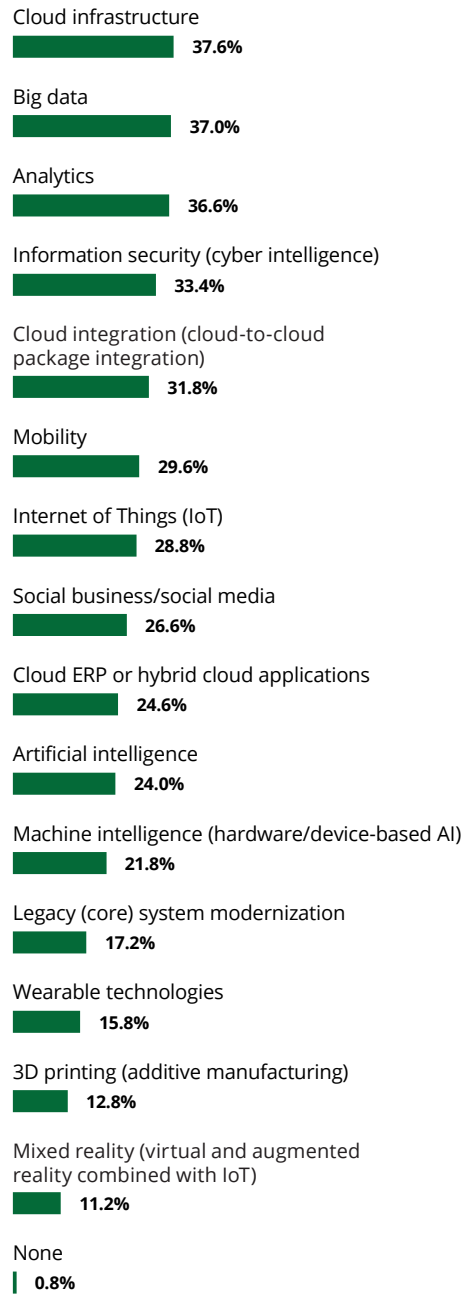 Cloud infrastructure
37.6%
Big data
37.0%
Analytics
36.6%
Information security (cyber intelligence)
33.4%
Cloud integration (cloud-to-cloud
package integration)
31.8%
Mobility
29.6%
Internet of Things (IoT)
28.8%
Social business/social media
26.6%
Cloud ERP or hybrid cloud applications
24.6%
Artificial intelligence
24.0%
Machine intelligence (hardware/device-based AI)
21.8%
Legacy (core) system modernization
17.2%
Wearable technologies
15.8%
3D printing (additive manufacturing)
12.8%
Mixed reality (virtual and augmented
reality combined with IoT)
11.2%
None
0.8%